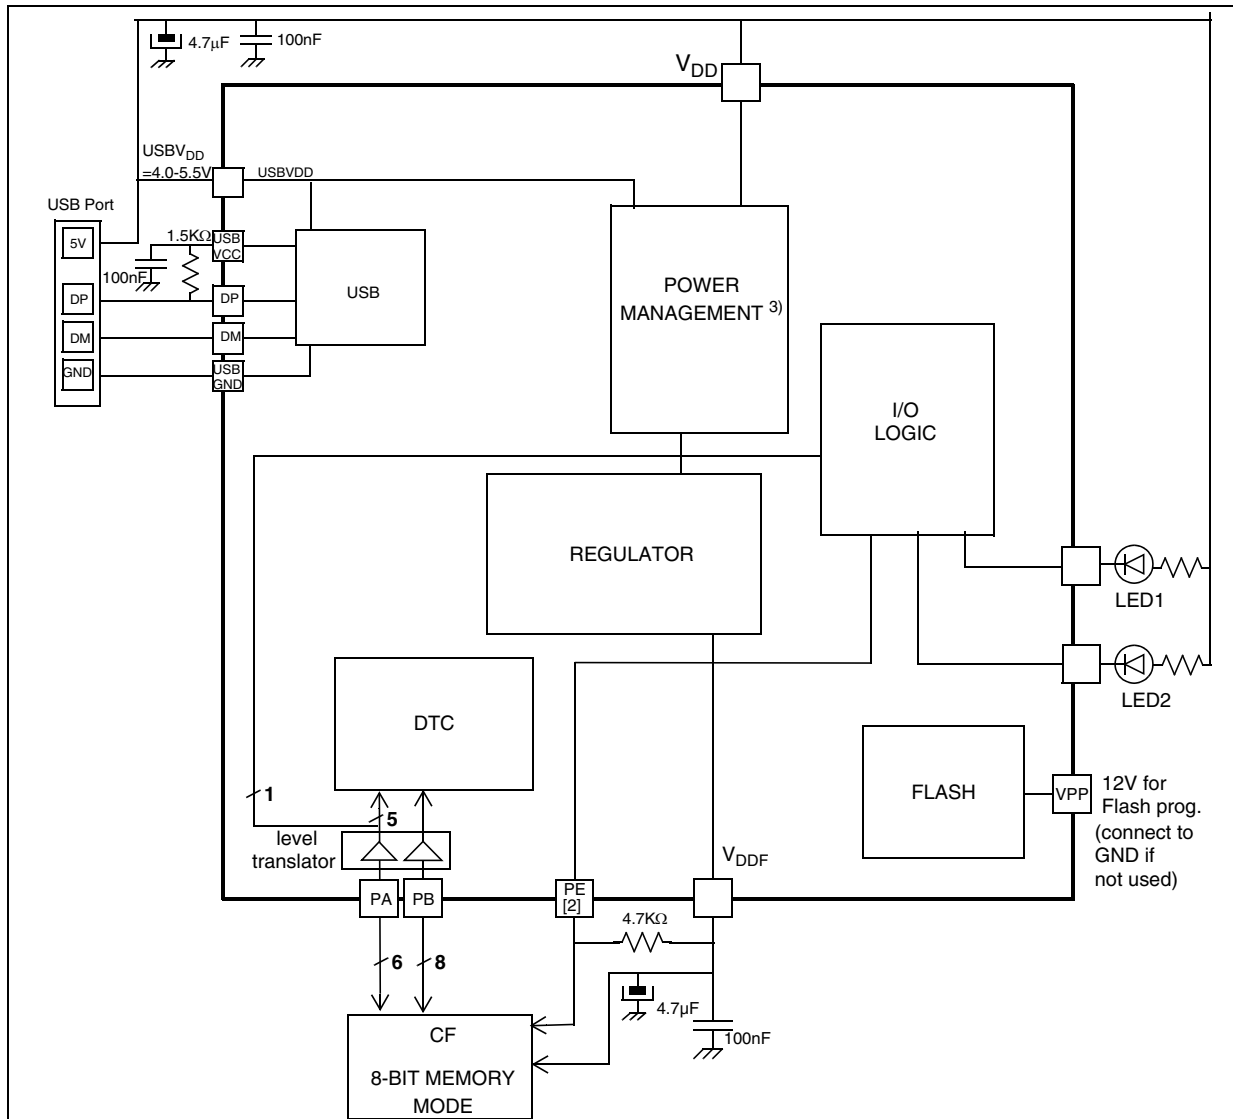 4.7μF
100nF
VDD
USBVDD
=4.0-5.5V
USBVDD
USB Port
5V
1.5KΩ
USB
VCC
100nF
USB
DP
DP
DM
DM
GND
USB
GND
POWER
MANAGEMENT 3)
I/O
LOGIC
REGULATOR
LED1
LED2
DTC
FLASH
VPP
12V for
Flash prog.
(connect to
GND if
not used)
1
5
level
translator
VDDF
PA
PB
PE
[2]
4.7KΩ
6
8
4.7μF
100nF
CF
8-BIT MEMORY
MODE